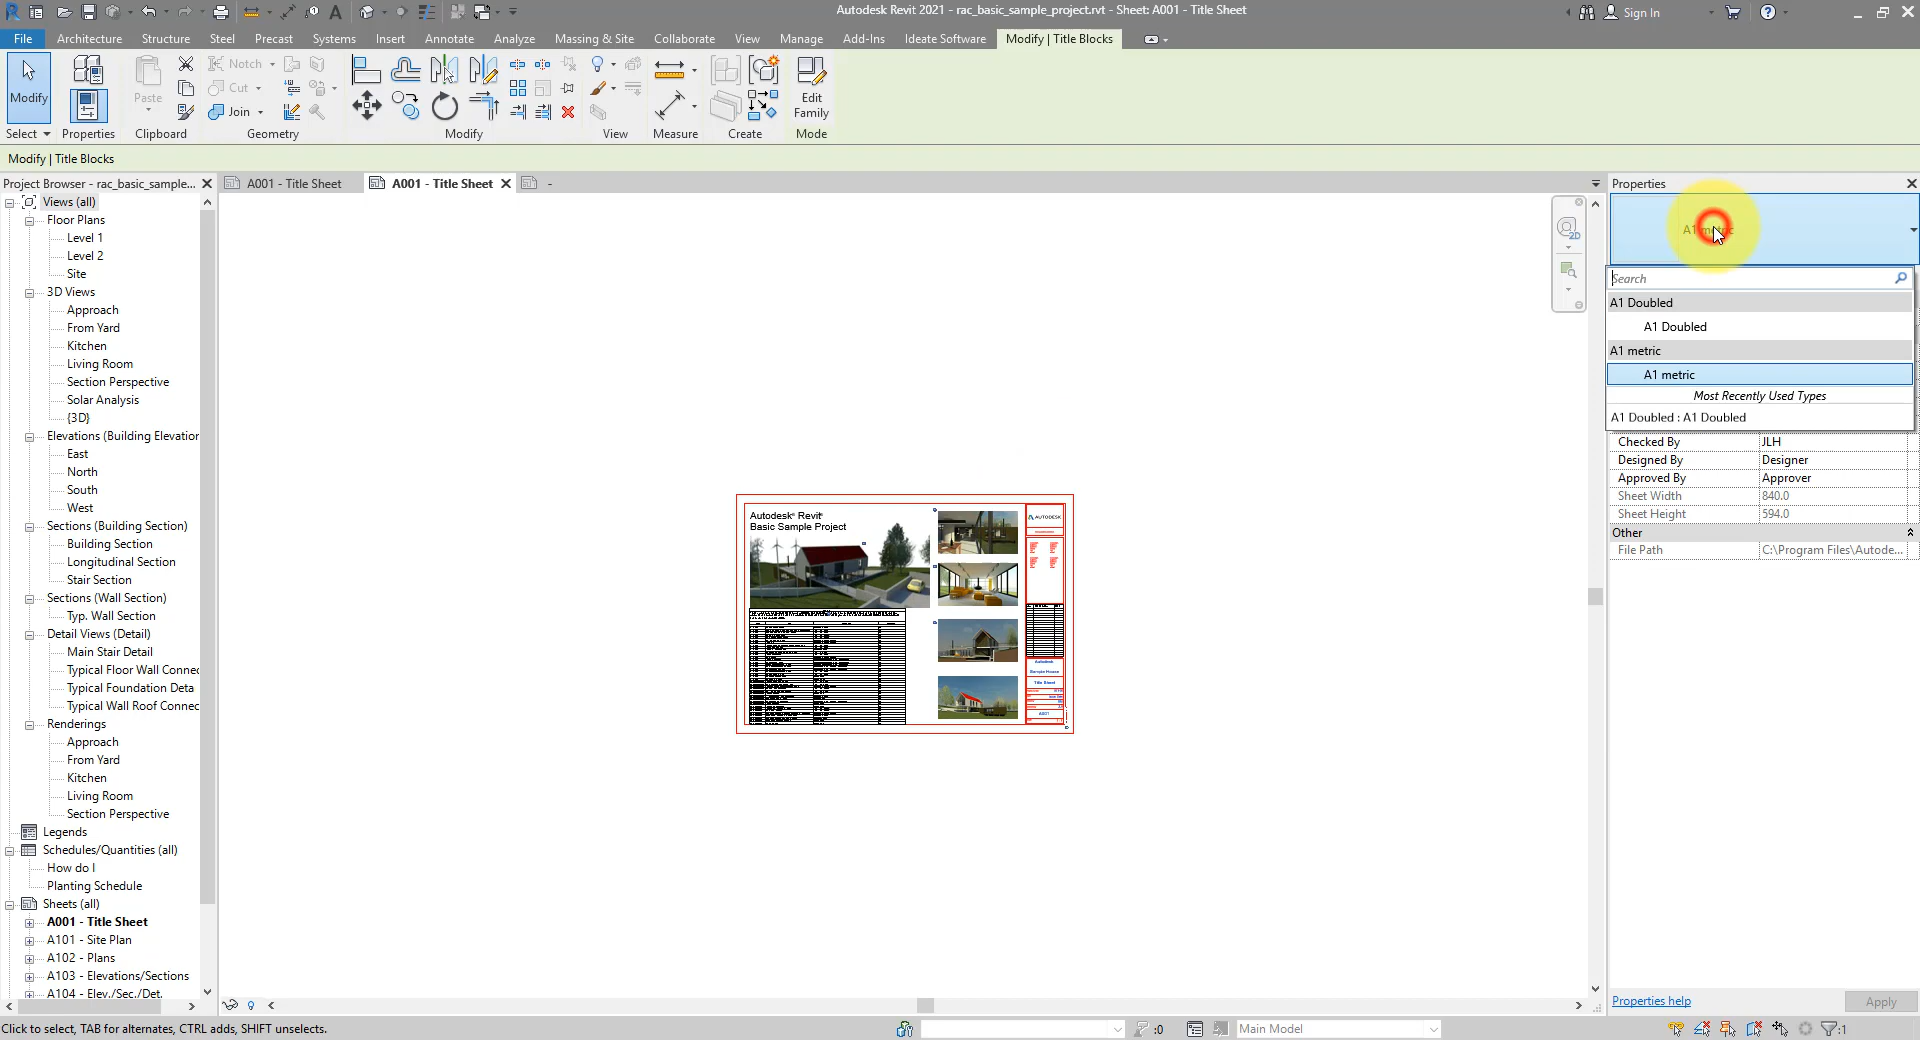 Autodesk Revit 2021 - rac_basic_sample_project.rvt - Sheet: A001 - Title Sheet
Sign In
File Architecture Structure Steel Precast Systems Insert Annotate Analyze Massing & Site Collaborate View Manage Add-Ins Ideate Software Modify | Title Blocks
Modify
Paste
Notch
Cut
Join
Edit
Family
Select Properties Clipboard Geometry Modify View Measure Create Mode
Modify | Title Blocks
Project Browser - rac_basic_sample...
A001 - Title Sheet
A001 - Title Sheet
-
Properties
Views (all)
Floor Plans
Level 1
Level 2
Site
3D Views
Approach
From Yard
Kitchen
Living Room
Section Perspective
Solar Analysis
{3D}
Elevations (Building Elevation
East
North
South
West
Sections (Building Section)
Building Section
Longitudinal Section
Stair Section
Sections (Wall Section)
Typ. Wall Section
Detail Views (Detail)
Main Stair Detail
Typical Floor Wall Connec
Typical Foundation Deta
Typical Wall Roof Connec
Renderings
Approach
From Yard
Kitchen
Living Room
Section Perspective
Legends
Schedules/Quantities (all)
How do I
Planting Schedule
Sheets (all)
A001 - Title Sheet
A101 - Site Plan
A102 - Plans
A103 - Elevations/Sections
A104 - Elev./Sec./Det.
2D
Autodesk® Revit®
Basic Sample Project
AUTODESK
Autodesk
Sample House
Title Sheet
A001
A1 metric
Search
A1 Doubled
A1 Doubled
A1 metric
A1 metric
Most Recently Used Types
A1 Doubled : A1 Doubled
Checked By JLH
Designed By Designer
Approved By Approver
Sheet Width 840.0
Sheet Height 594.0
Other
File Path C:\Program Files\Autode...
Properties help
Apply
Click to select, TAB for alternates, CTRL adds, SHIFT unselects.
:0
Main Model
:1